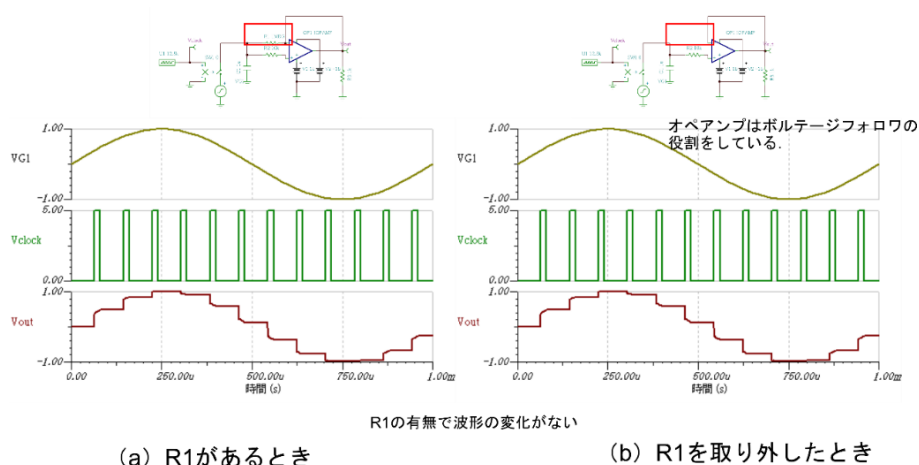 Vclock
Vclock
オペアンプはボルテージフォロワの
役割をしている.
1.00
VG1
-1.00
5.00
Vclock
0.00
1.00
Vout
-1.00
0.00
250.00u
500.00u
750.00u
1.00m
時間(s)
1.00
VG1
-1.00
5.00
Vclock
0.00
1.00
Vout
-1.00
0.00
250.00u
500.00u
750.00u
1.00m
時間(s)
R1の有無で波形の変化がない
(a) R1があるとき
(b) R1を取り外したとき